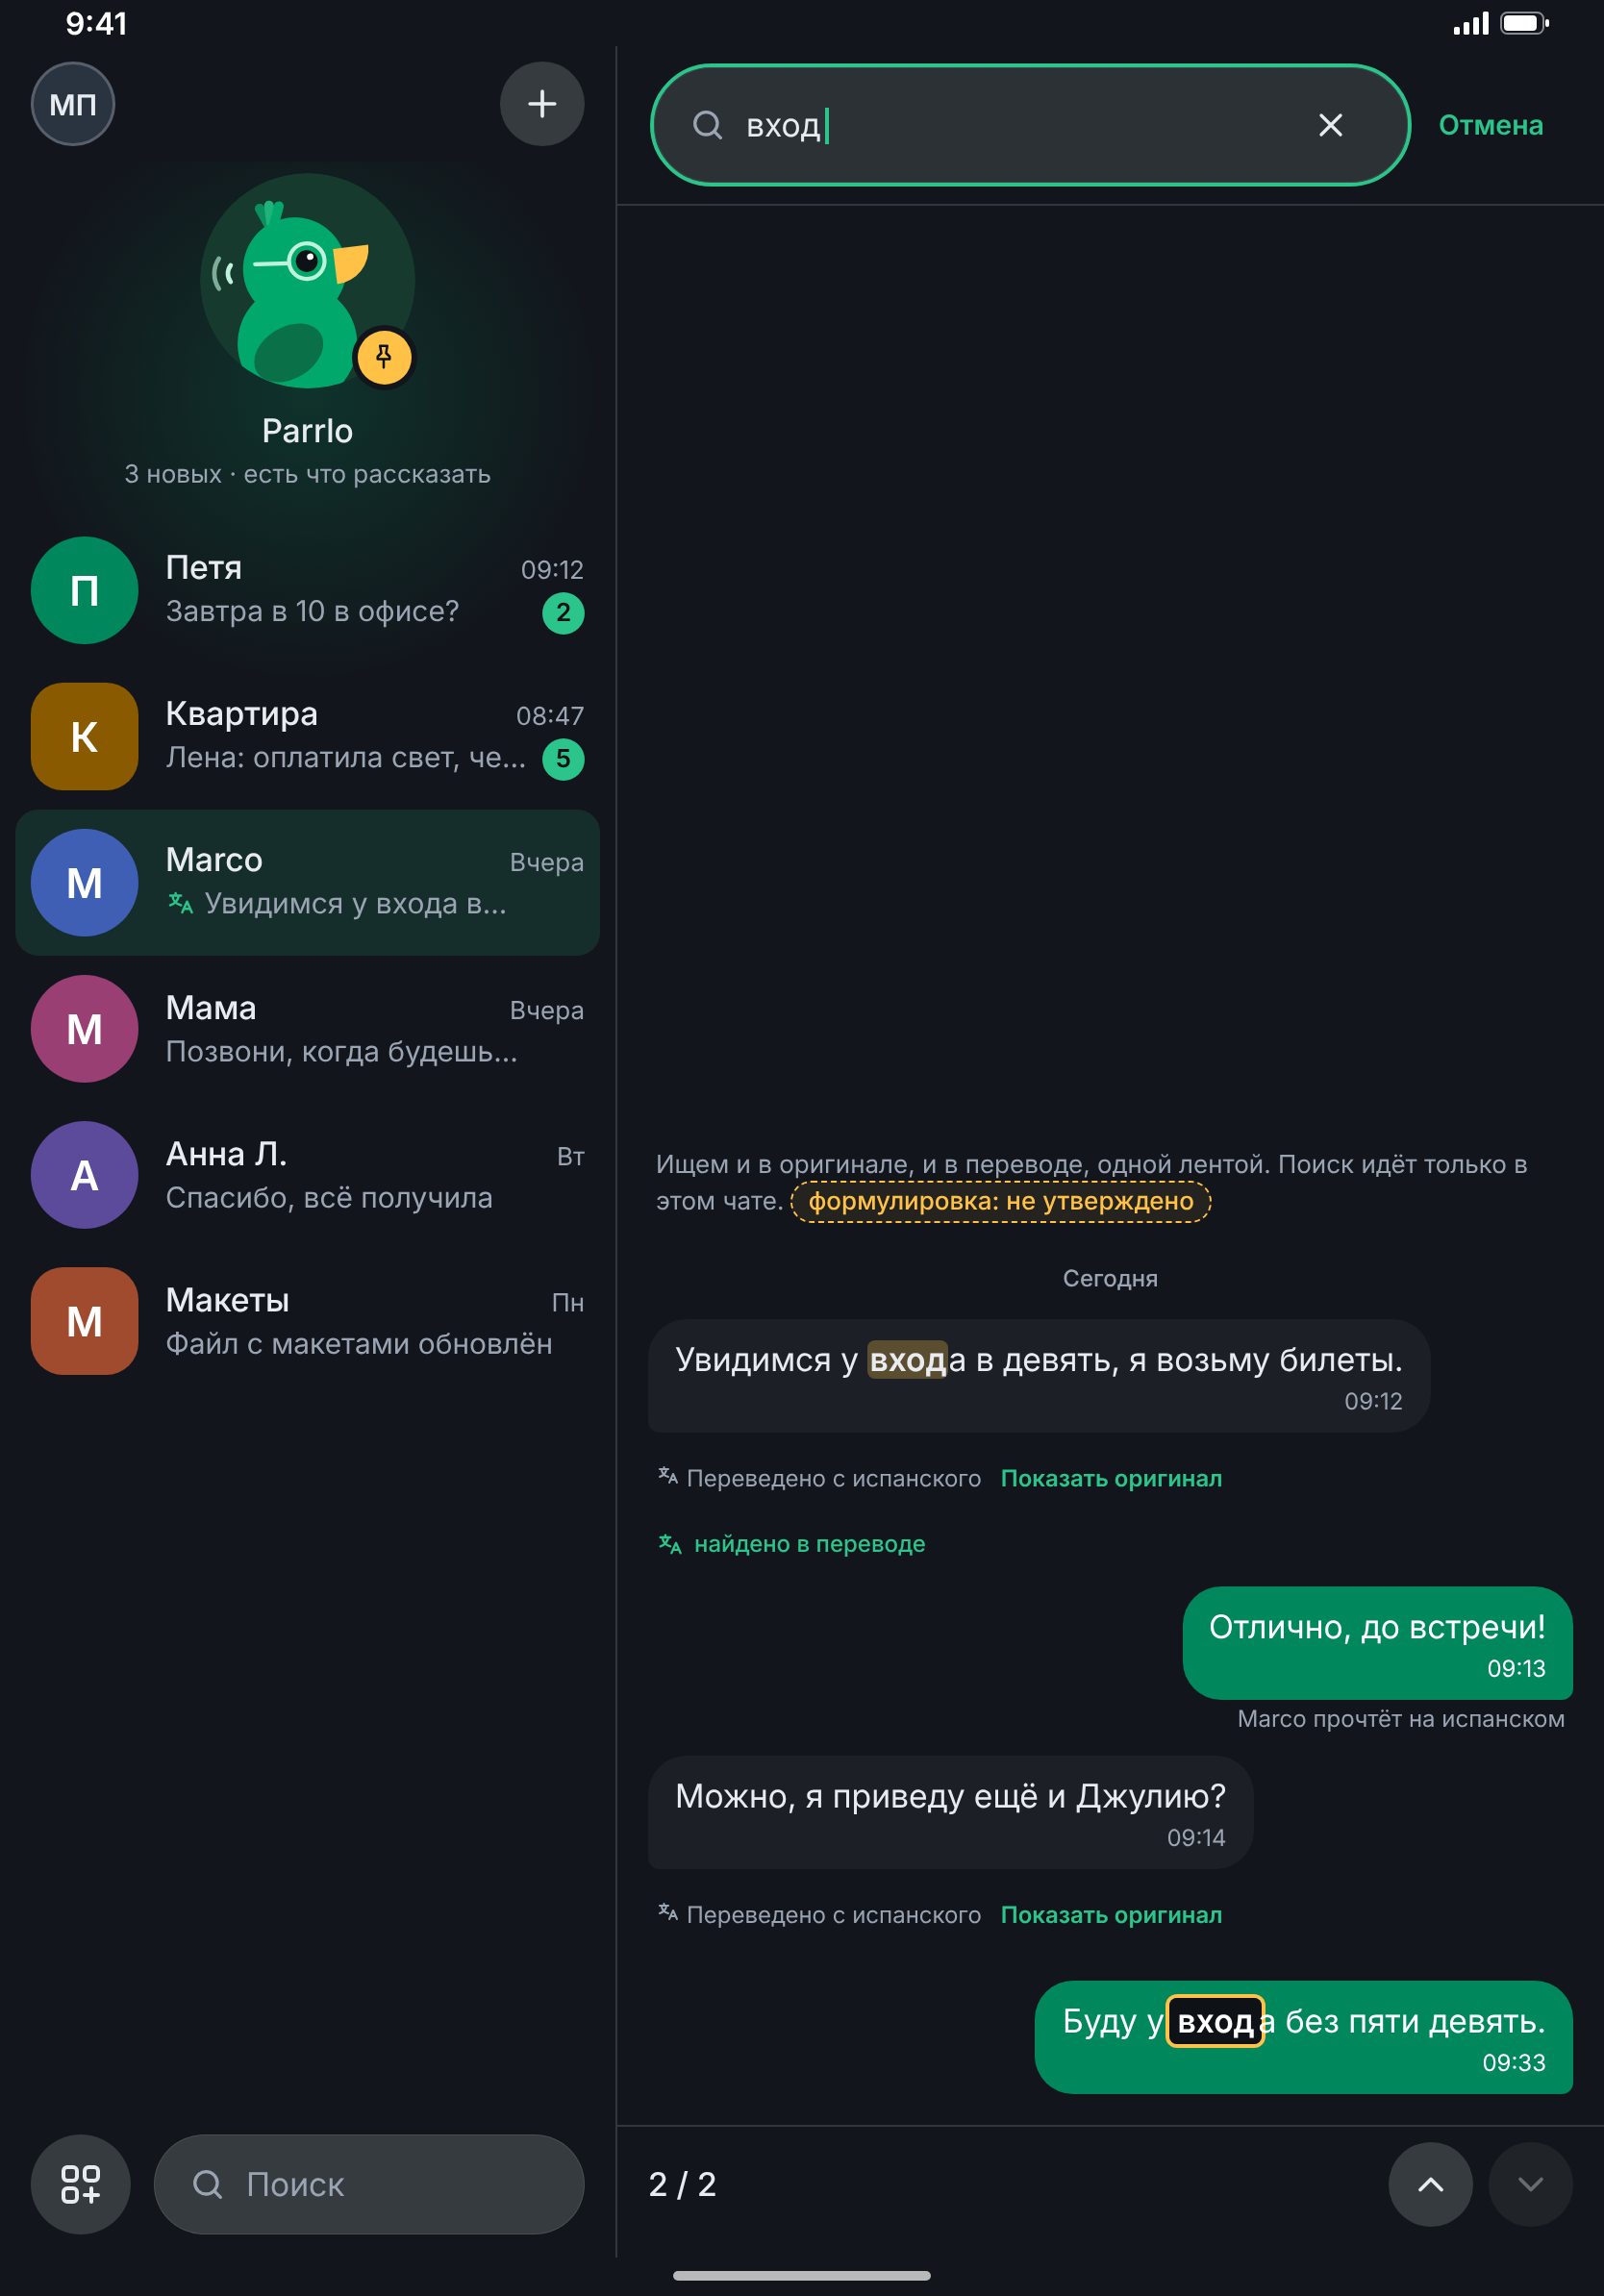 9:41
МП
Parrlo
3 новых · есть что рассказать
П
Петя
09:12
Завтра в 10 в офисе?
2
К
Квартира
08:47
Лена: оплатила свет, че...
5
M
Marco
Вчера
Увидимся у входа в...
М
Мама
Вчера
Позвони, когда будешь...
А
Анна Л.
Вт
Спасибо, всё получила
М
Макеты
Пн
Файл с макетами обновлён
Поиск
вход
Отмена
Ищем и в оригинале, и в переводе, одной лентой. Поиск идёт только в
этом чате. формулировка: не утверждено
Сегодня
Увидимся у входа в девять, я возьму билеты.
09:12
Переведено с испанского Показать оригинал
найдено в переводе
Отлично, до встречи!
09:13
Marco прочтёт на испанском
Можно, я приведу ещё и Джулию?
09:14
Переведено с испанского Показать оригинал
Буду у входа без пяти девять.
09:33
2 / 2